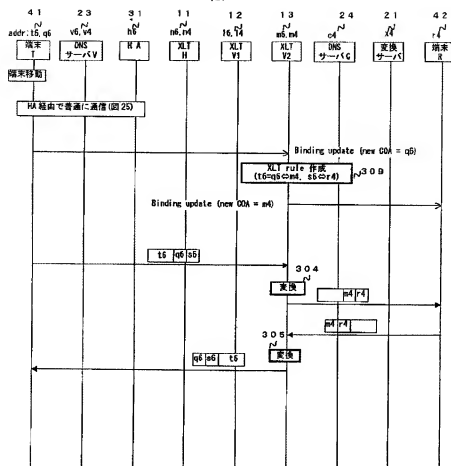 41 23 31 11 12 13 24 21 42
addr:t6,q6 v6,v4 h6 n6,n4 l6,l4 m6,m4 c4 x4 r4
端末 T
DNS サーバV
HA
XLT H
XLT V1
XLT V2
DNS サーバC
変換 サーバ
端末 R
端末移動
HA経由で普通に通信(図25)
Binding update (new COA = q6)
XLT rule 作成
(t6=q6⇔m4, s6⇔r4)
309
Binding update (new COA = m4)
t6 q6 s6
304
変換
m4 r4
m4 r4
305
変換
q6 s6 t6